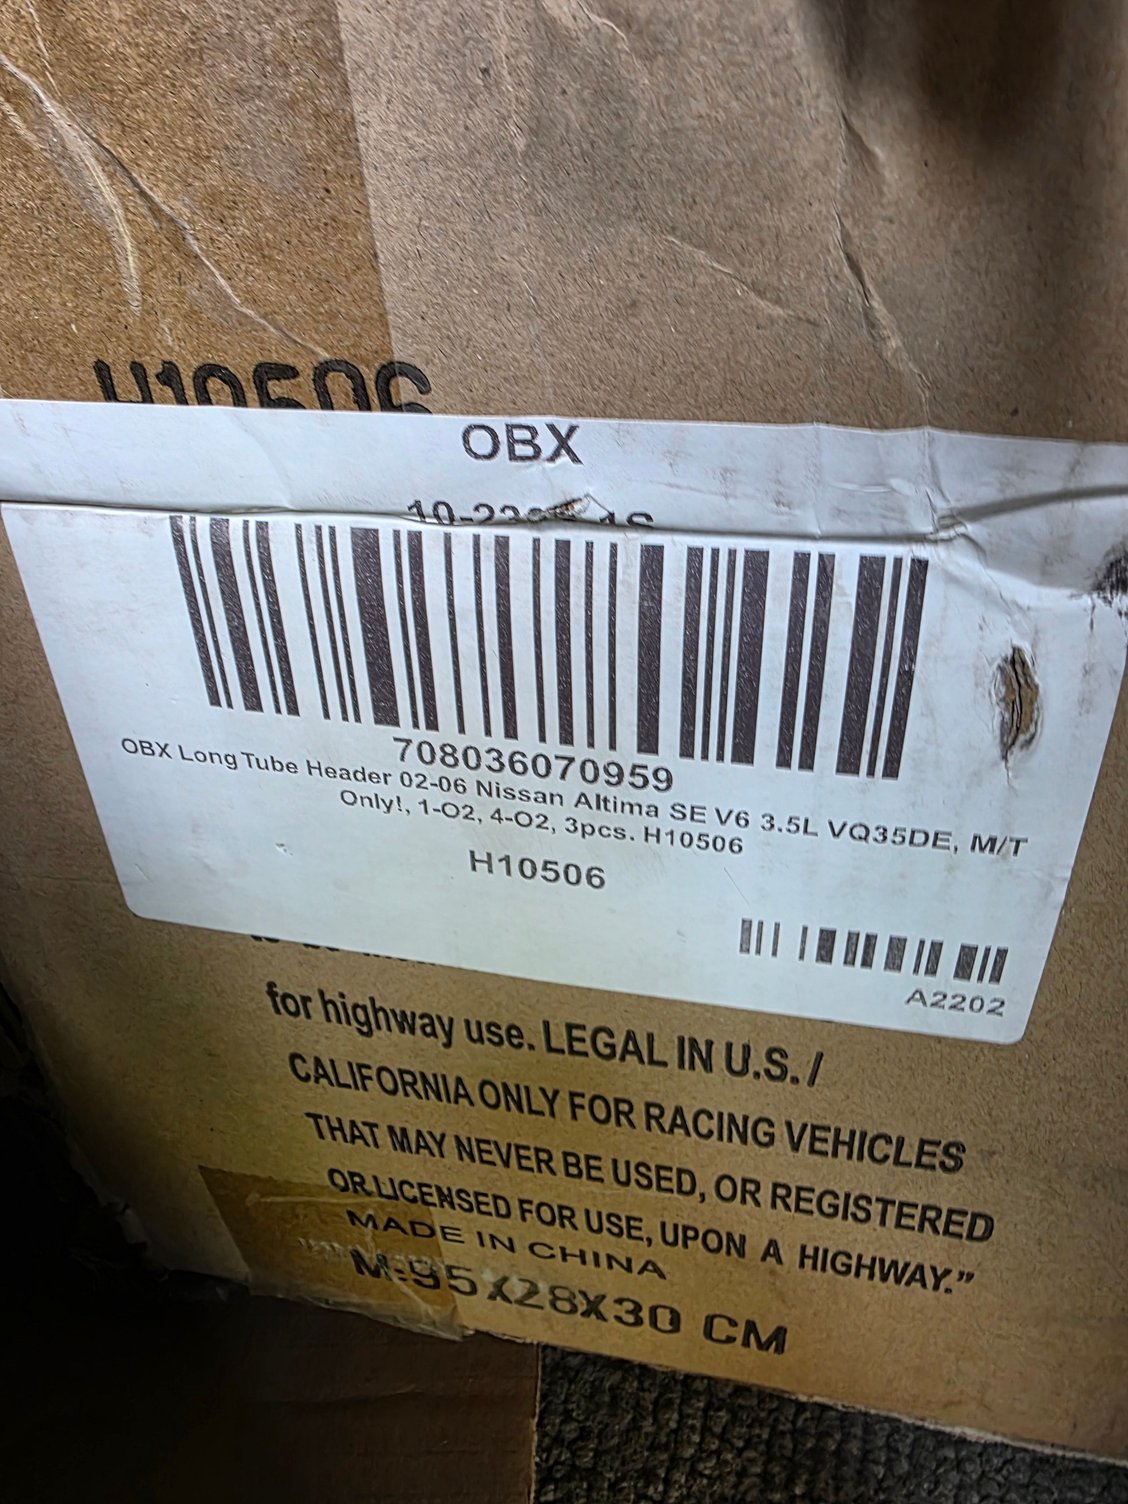 H10506
OBX
708036070959
OBX Long Tube Header 02-06 Nissan Altima SE V6 3.5L VQ35DE, M/T
Only!, 1-O2, 4-O2, 3pcs. H10506
H10506
A2202
for highway use. LEGAL IN U.S. /
CALIFORNIA ONLY FOR RACING VEHICLES
THAT MAY NEVER BE USED, OR REGISTERED
OR LICENSED FOR USE, UPON A HIGHWAY."
MADE IN CHINA
M:95X28X30 CM